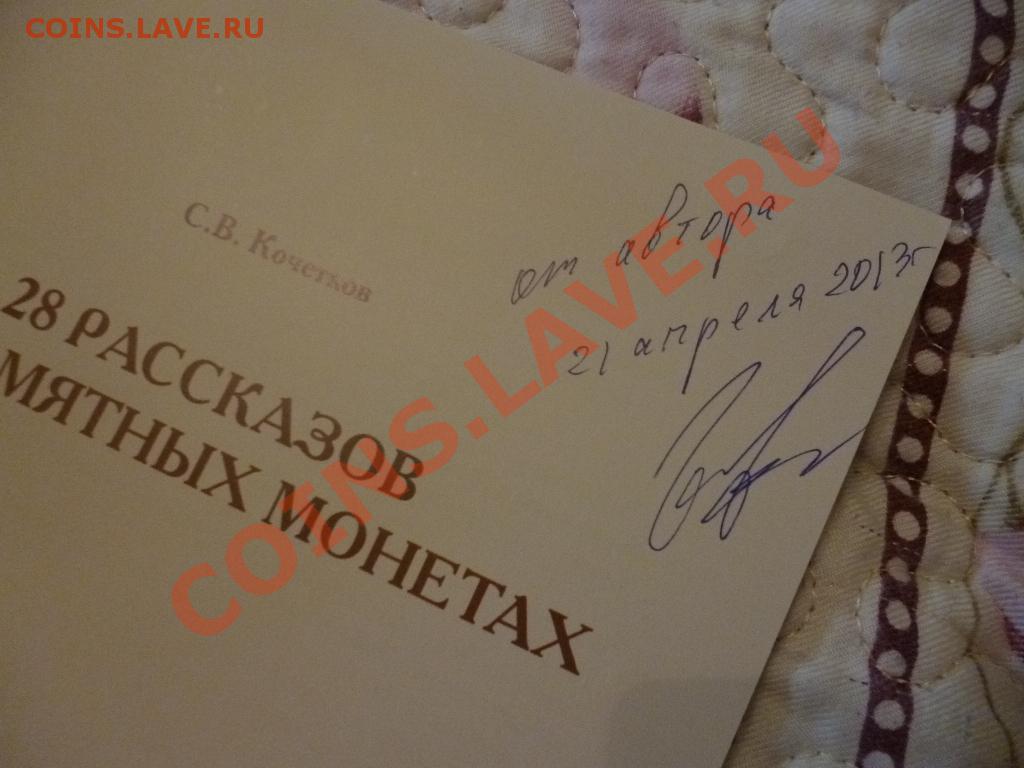 COINS.LAVE.RU
от автора
21 апреля 2013г
С.В. Кочетков
28 РАССКАЗОВ
МЯТНЫХ МОНЕТАХ
COINS.LAVE.RU